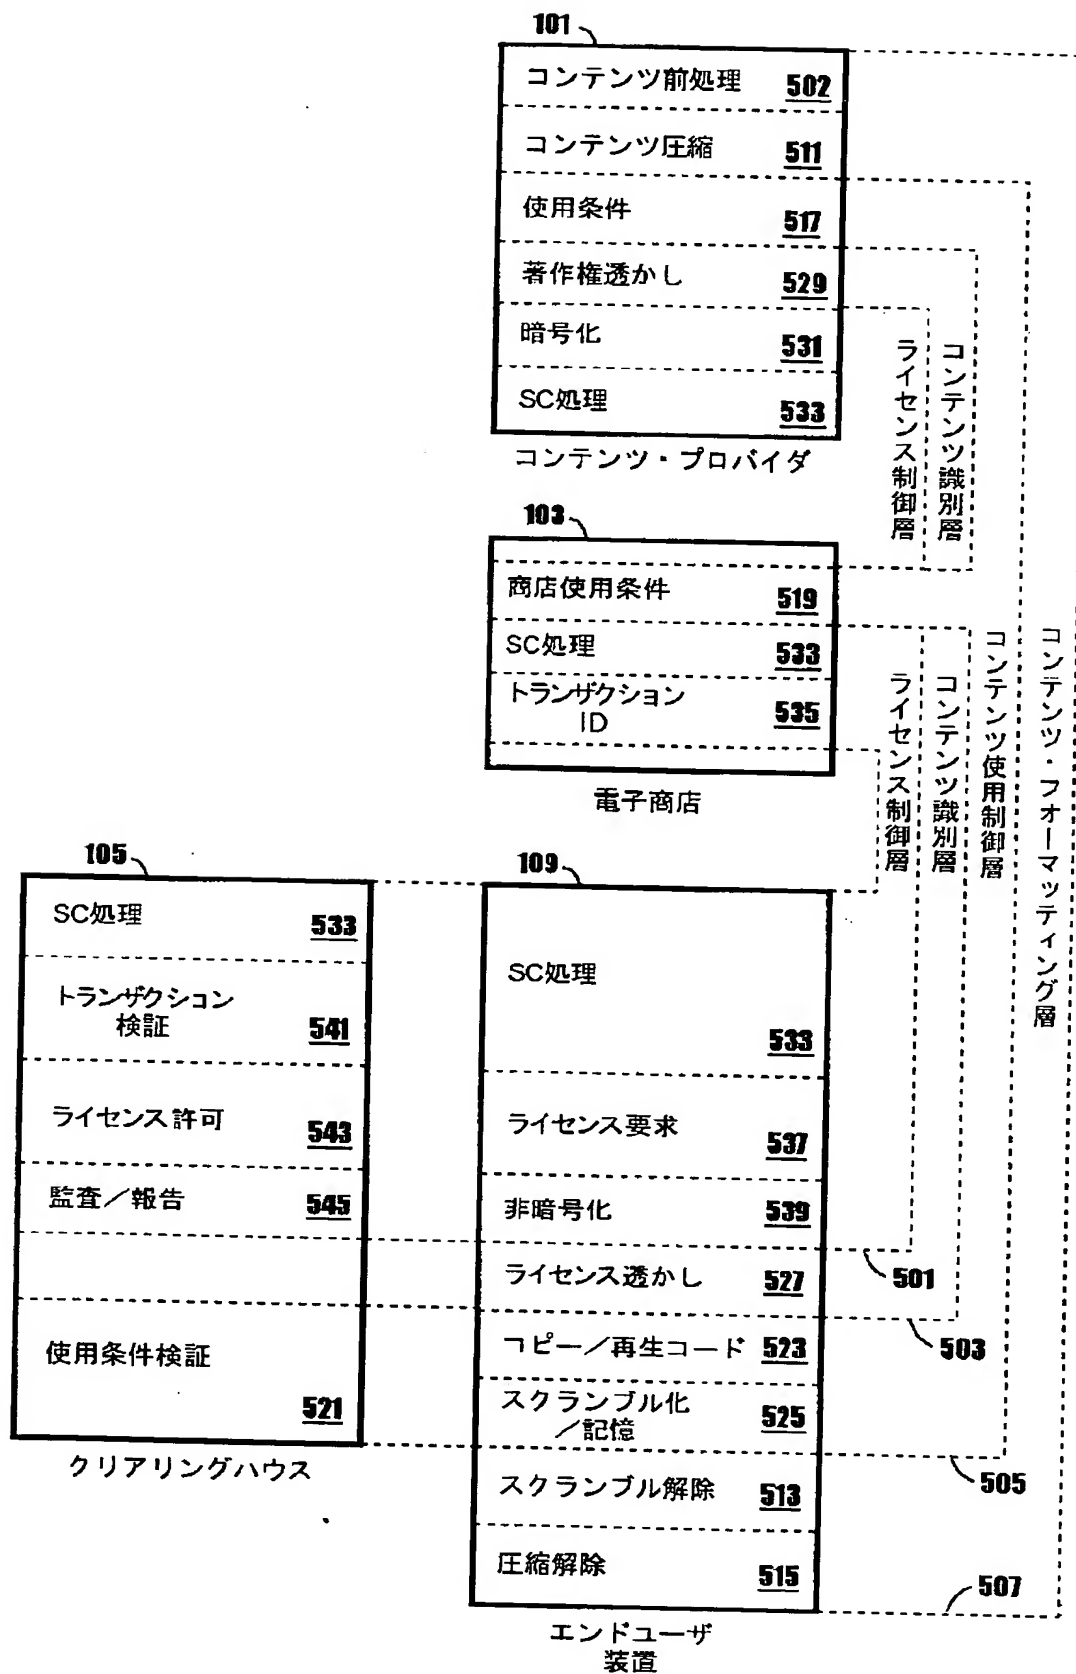 101
コンテンツ前処理 502
コンテンツ圧縮 511
使用条件 517
著作権透かし 529
暗号化 531
SC処理 533
コンテンツ・プロバイダ
ライセンス制御層
コンテンツ識別層
103
商店使用条件 519
SC処理 533
トランザクション
ID 535
電子商店
ライセンス制御層
コンテンツ識別層
コンテンツ使用制御層
コンテンツ・フォーマッティング層
105
SC処理 533
トランザクション
検証 541
ライセンス許可 543
監査/報告 545
使用条件検証
521
クリアリングハウス
109
SC処理
533
ライセンス要求 537
非暗号化 539
501
ライセンス透かし 527
503
コピー/再生コード 523
スクランブル化
/記憶 525
505
スクランブル解除 513
圧縮解除 515
507
エンドユーザ
装置